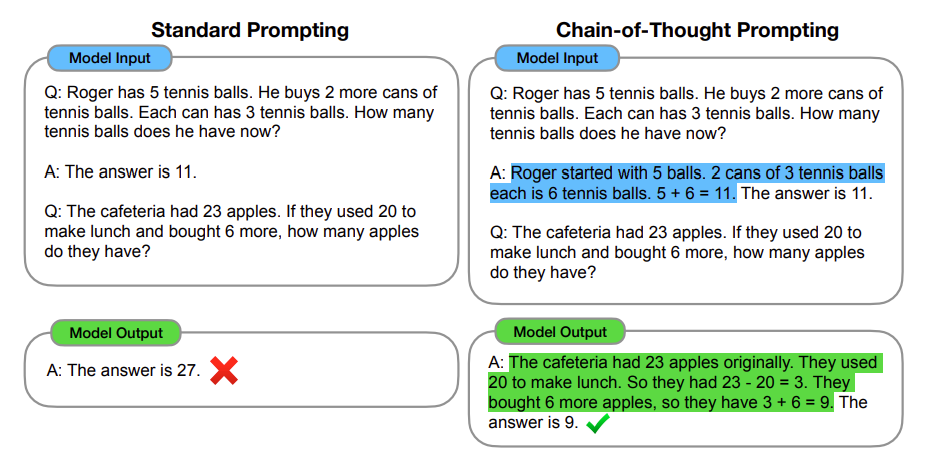 Standard Prompting
Model Input
Q: Roger has 5 tennis balls. He buys 2 more cans of
tennis balls. Each can has 3 tennis balls. How many
tennis balls does he have now?
A: The answer is 11.
Q: The cafeteria had 23 apples. If they used 20 to
make lunch and bought 6 more, how many apples
do they have?
Model Output
A: The answer is 27.
Chain-of-Thought Prompting
Model Input
Q: Roger has 5 tennis balls. He buys 2 more cans of
tennis balls. Each can has 3 tennis balls. How many
tennis balls does he have now?
A: Roger started with 5 balls. 2 cans of 3 tennis balls
each is 6 tennis balls. 5 + 6 = 11. The answer is 11.
Q: The cafeteria had 23 apples. If they used 20 to
make lunch and bought 6 more, how many apples
do they have?
Model Output
A: The cafeteria had 23 apples originally. They used
20 to make lunch. So they had 23 - 20 = 3. They
bought 6 more apples, so they have 3 + 6 = 9. The
answer is 9.